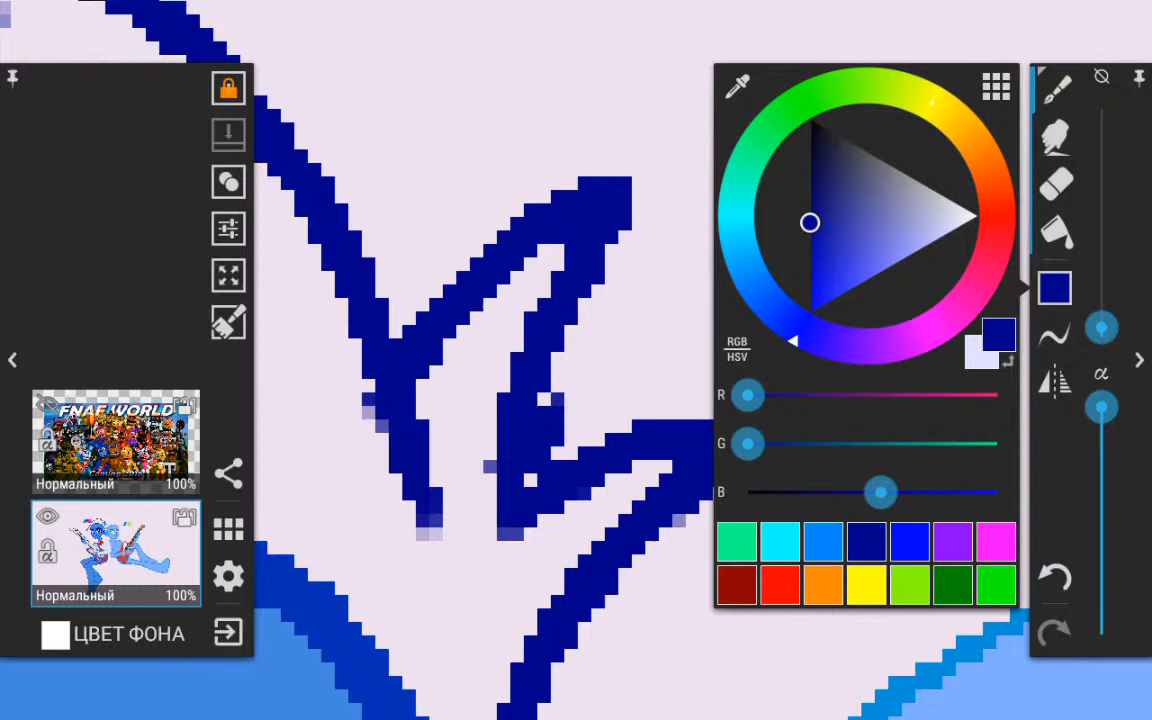 FNAF WORLD
Нормальный 100%
α
Нормальный 100%
ЦВЕТ ФОНА
RGB
HSV
R
G
B
α